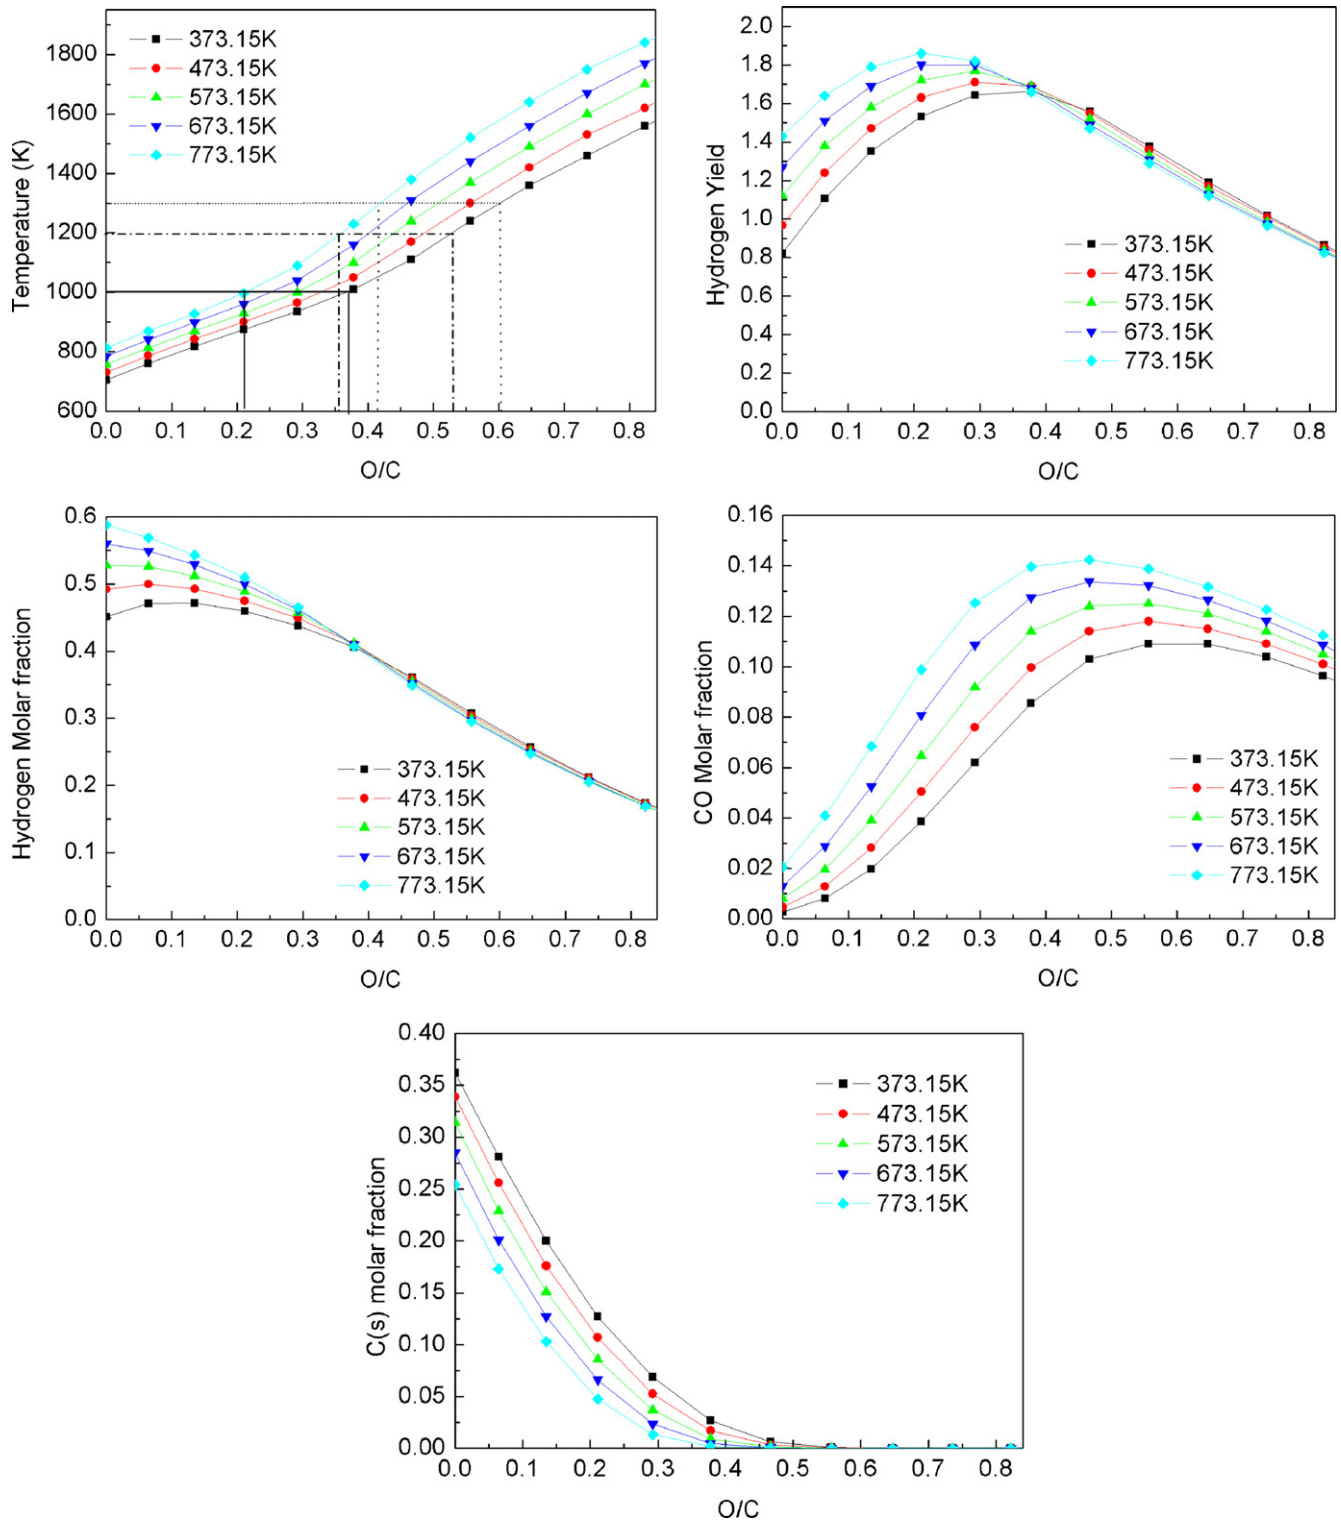 Temperature (K)
1800
1600
1400
1200
1000
800
600
373.15K
473.15K
573.15K
673.15K
773.15K
0.0 0.1 0.2 0.3 0.4 0.5 0.6 0.7 0.8
O/C
Hydrogen Yield
2.0
1.8
1.6
1.4
1.2
1.0
0.8
0.6
0.4
0.2
0.0
373.15K
473.15K
573.15K
673.15K
773.15K
0.0 0.1 0.2 0.3 0.4 0.5 0.6 0.7 0.8
O/C
Hydrogen Molar fraction
0.6
0.5
0.4
0.3
0.2
0.1
0.0
373.15K
473.15K
573.15K
673.15K
773.15K
0.0 0.1 0.2 0.3 0.4 0.5 0.6 0.7 0.8
O/C
CO Molar fraction
0.16
0.14
0.12
0.10
0.08
0.06
0.04
0.02
0.00
373.15K
473.15K
573.15K
673.15K
773.15K
0.0 0.1 0.2 0.3 0.4 0.5 0.6 0.7 0.8
O/C
C(s) molar fraction
0.40
0.35
0.30
0.25
0.20
0.15
0.10
0.05
0.00
373.15K
473.15K
573.15K
673.15K
773.15K
0.0 0.1 0.2 0.3 0.4 0.5 0.6 0.7 0.8
O/C